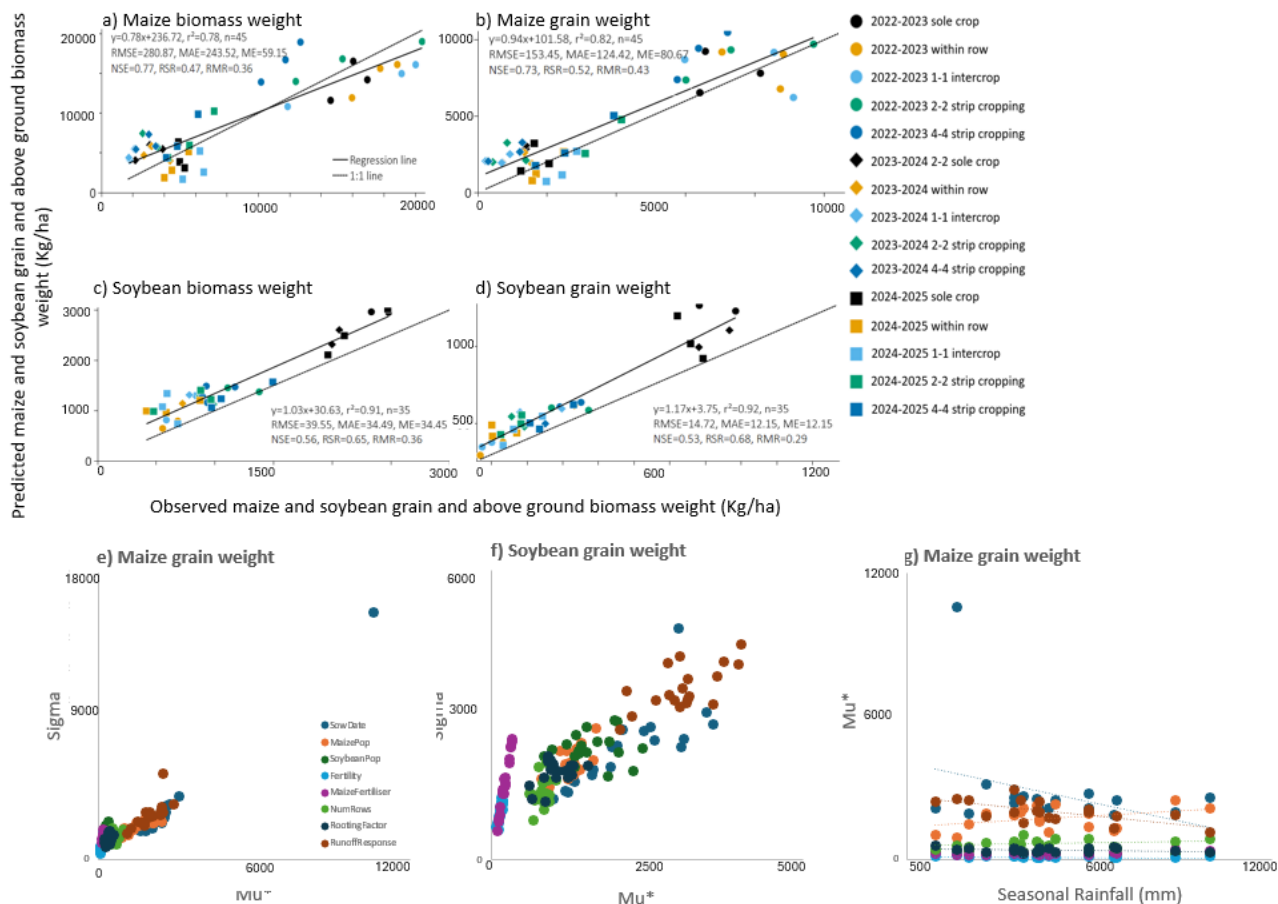 Predicted maize and soybean grain and above ground biomass
weight (Kg/ha)
a) Maize biomass weight
y=0.78x+236.72, r²=0.78, n=45
RMSE=280.87, MAE=243.52, ME=59.15
NSE=0.77, RSR=0.47, RMR=0.36
20000
10000
0
Regression line
1:1 line
0
10000
20000
b) Maize grain weight
y=0.94x+101.58, r²=0.82, n=45
RMSE=153.45, MAE=124.42, ME=80.67
NSE=0.73, RSR=0.52, RMR=0.43
10000
5000
0
0
5000
10000
2022-2023 sole crop
2022-2023 within row
2022-2023 1-1 intercrop
2022-2023 2-2 strip cropping
2022-2023 4-4 strip cropping
2023-2024 2-2 sole crop
2023-2024 within row
2023-2024 1-1 intercrop
2023-2024 2-2 strip cropping
2023-2024 4-4 strip cropping
2024-2025 sole crop
2024-2025 within row
2024-2025 1-1 intercrop
2024-2025 2-2 strip cropping
2024-2025 4-4 strip cropping
c) Soybean biomass weight
3000
2000
1000
0
y=1.03x+30.63, r²=0.91, n=35
RMSE=39.55, MAE=34.49, ME=34.45
NSE=0.56, RSR=0.65, RMR=0.36
0
1500
3000
d) Soybean grain weight
1000
500
y=1.17x+3.75, r²=0.92, n=35
RMSE=14.72, MAE=12.15, ME=12.15
NSE=0.53, RSR=0.68, RMR=0.29
0
600
1200
Observed maize and soybean grain and above ground biomass weight (Kg/ha)
e) Maize grain weight
18000
9000
0
Sigma
SowDate
MaizePop
SoybeanPop
Fertility
MaizeFertiliser
NumRows
RootingFactor
RunoffResponse
6000
12000
Mu*
f) Soybean grain weight
6000
3000
0
Sigma
0
2500
5000
Mu*
g) Maize grain weight
12000
6000
0
Mu*
500
6000
12000
Seasonal Rainfall (mm)